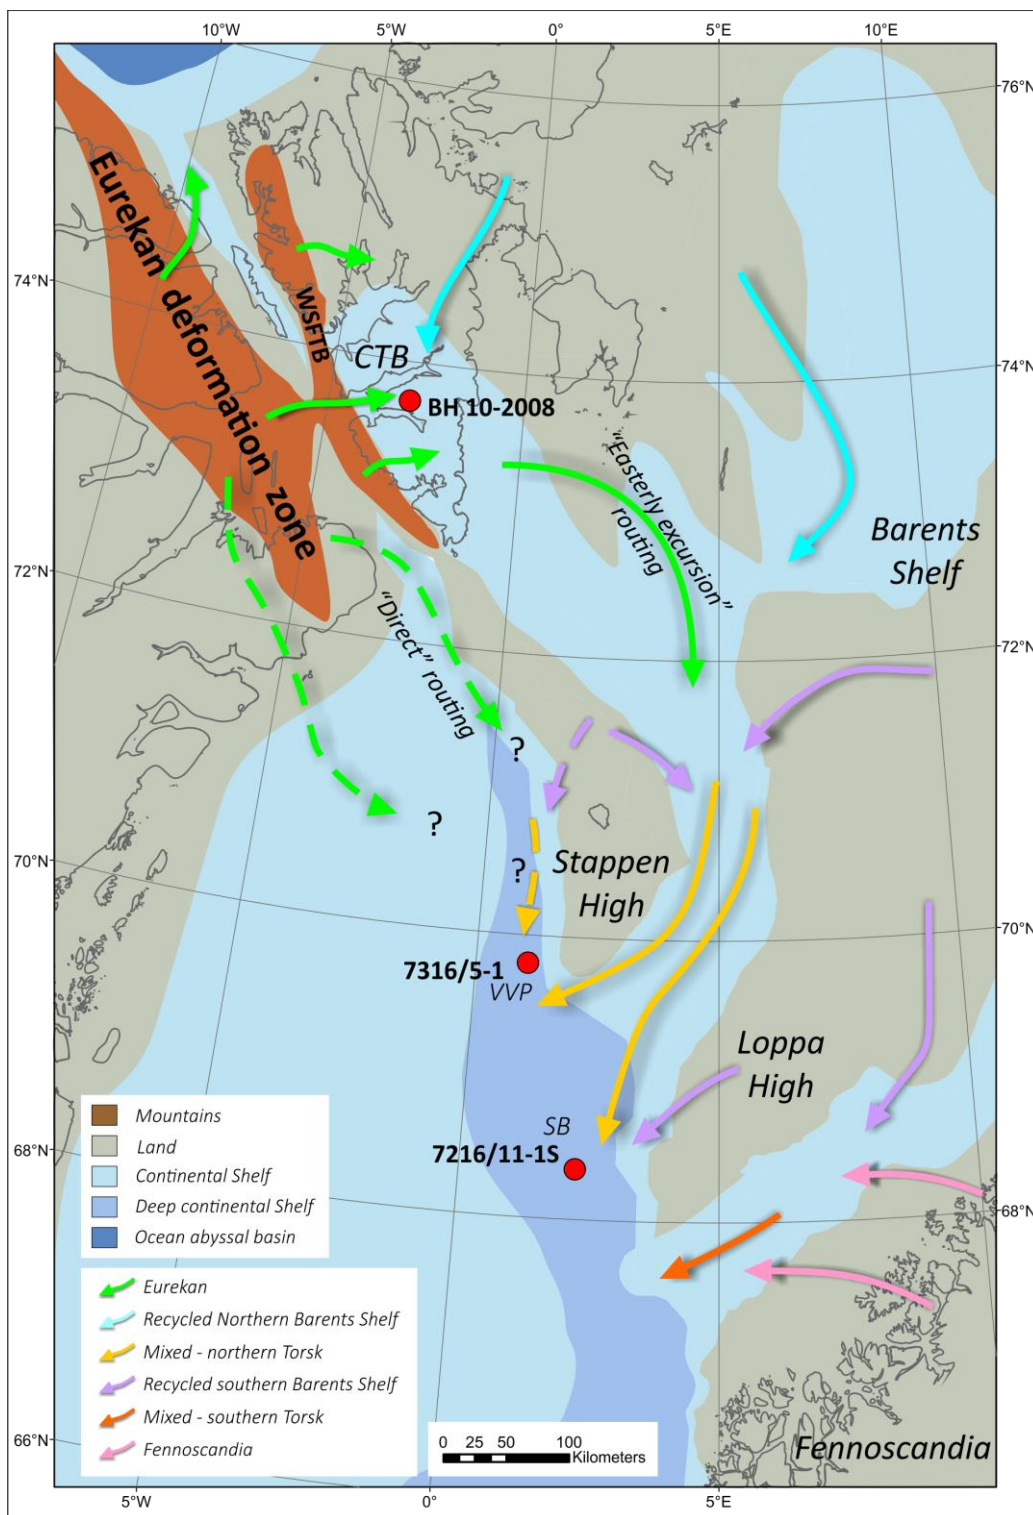 10°W
5°W
0°
5°E
10°E
76°N
74°N
74°N
72°N
72°N
70°N
70°N
68°N
68°N
66°N
5°W
0°
5°E
Eurekan deformation zone
WSFTB
CTB
BH 10-2008
"Easterly excursion"
routing
Barents
Shelf
"Direct" routing
?
?
?
Stappen
High
7316/5-1
VVP
Loppa
High
SB
7216/11-1S
Fennoscandia
Mountains
Land
Continental Shelf
Deep continental Shelf
Ocean abyssal basin
Eurekan
Recycled Northern Barents Shelf
Mixed - northern Torsk
Recycled southern Barents Shelf
Mixed - southern Torsk
Fennoscandia
0 25 50 100
Kilometers